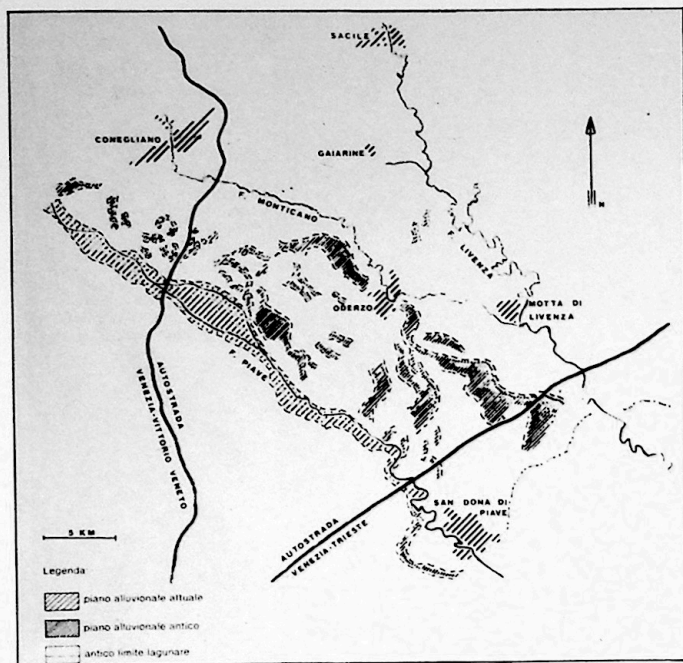 SACILE
CONEGLIANO
GAIARINE
F. MONTICANO
LIVENZA
ODERZO
MOTTA DI
LIVENZA
F. PIAVE
AUTOSTRADA
VENEZIA-VITTORIO VENETO
N
5 KM
AUTOSTRADA
VENEZIA-TRIESTE
SAN DONA DI
PIAVE
Legenda:
piano alluvionale attuale
piano alluvionale antico
antico limite lagunare